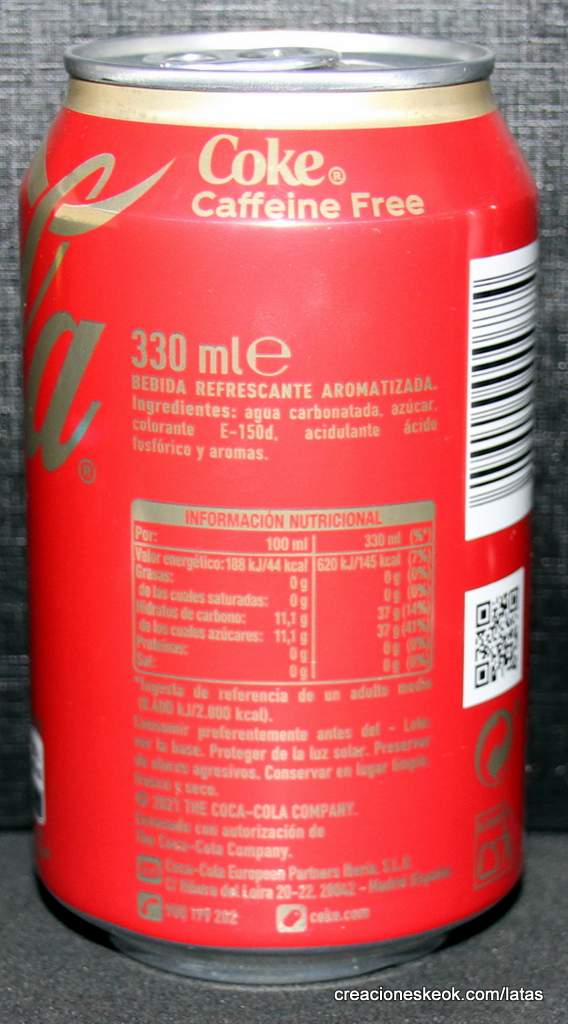 Coke®
Caffeine Free
a®
330 ml e
BEBIDA REFRESCANTE AROMATIZADA.
Ingredientes: agua carbonatada, azúcar,
colorante E-150d, acidulante ácido
fosfórico y aromas.
INFORMACIÓN NUTRICIONAL
Por: 100 ml 330 ml (%*)
Valor energético: 188 kJ/44 kcal 620 kJ/145 kcal (7%)
Grasas: 0 g 0 g (0%)
de las cuales saturadas: 0 g 0 g (0%)
Hidratos de carbono: 11,1 g 37 g (14%)
de los cuales azúcares: 11,1 g 37 g (41%)
Proteínas: 0 g 0 g (0%)
Sal: 0 g 0 g (0%)
*Ingesta de referencia de un adulto medio
(8.400 kJ/2.000 kcal).
Consumir preferentemente antes del - Lote:
ver la base. Proteger de la luz solar. Preservar
de olores agresivos. Conservar en lugar limpio,
fresco y seco.
© 2021 THE COCA-COLA COMPANY.
Envasado con autorización de
The Coca-Cola Company.
Coca-Cola European Partners Iberia, S.L.U.
C/ Ribera del Loira 20-22. 28042 - Madrid (España)
900 177 202 coke.com
creacioneskeok.com/latas